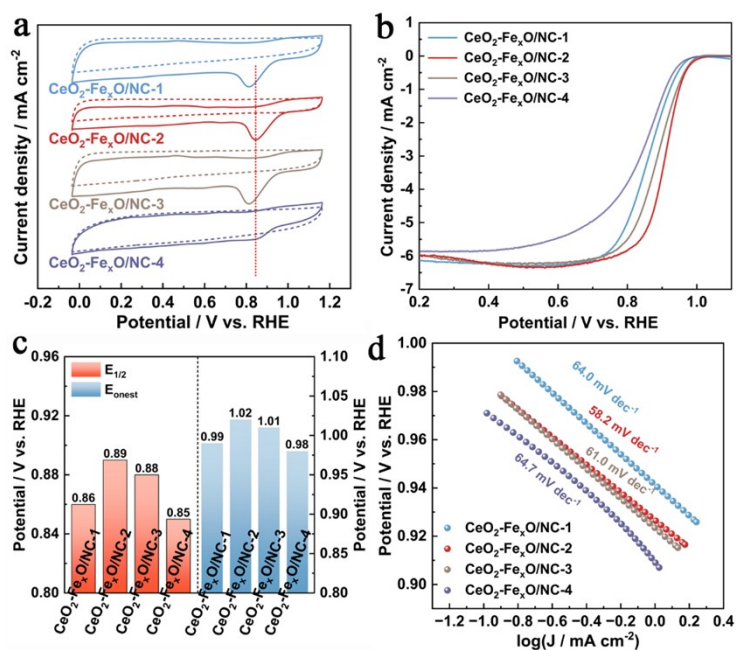 a
Current density / mA cm⁻²
CeO₂-FeₓO/NC-1
CeO₂-FeₓO/NC-2
CeO₂-FeₓO/NC-3
CeO₂-FeₓO/NC-4
-0.2 0.0 0.2 0.4 0.6 0.8 1.0 1.2
Potential / V vs. RHE
b
Current density / mA cm⁻²
0
-1
-2
-3
-4
-5
-6
-7
CeO₂-FeₓO/NC-1
CeO₂-FeₓO/NC-2
CeO₂-FeₓO/NC-3
CeO₂-FeₓO/NC-4
0.2 0.4 0.6 0.8 1.0
Potential / V vs. RHE
c
Potential / V vs. RHE
0.96
0.92
0.88
0.84
0.80
E₁/₂
Eₒₙₑₛₜ
0.86
0.89
0.88
0.85
0.99
1.02
1.01
0.98
CeO₂-FeₓO/NC-1
CeO₂-FeₓO/NC-2
CeO₂-FeₓO/NC-3
CeO₂-FeₓO/NC-4
CeO₂-FeₓO/NC-1
CeO₂-FeₓO/NC-2
CeO₂-FeₓO/NC-3
CeO₂-FeₓO/NC-4
1.10
1.05
1.00
0.95
0.90
0.85
0.80
Potential / V vs. RHE
d
Potential / V vs. RHE
1.00
0.98
0.96
0.94
0.92
0.90
64.0 mV dec⁻¹
58.2 mV dec⁻¹
61.0 mV dec⁻¹
64.7 mV dec⁻¹
CeO₂-FeₓO/NC-1
CeO₂-FeₓO/NC-2
CeO₂-FeₓO/NC-3
CeO₂-FeₓO/NC-4
−1.2 −1.0 −0.8 −0.6 −0.4 −0.2 0.0 0.2 0.4
log(J / mA cm⁻²)